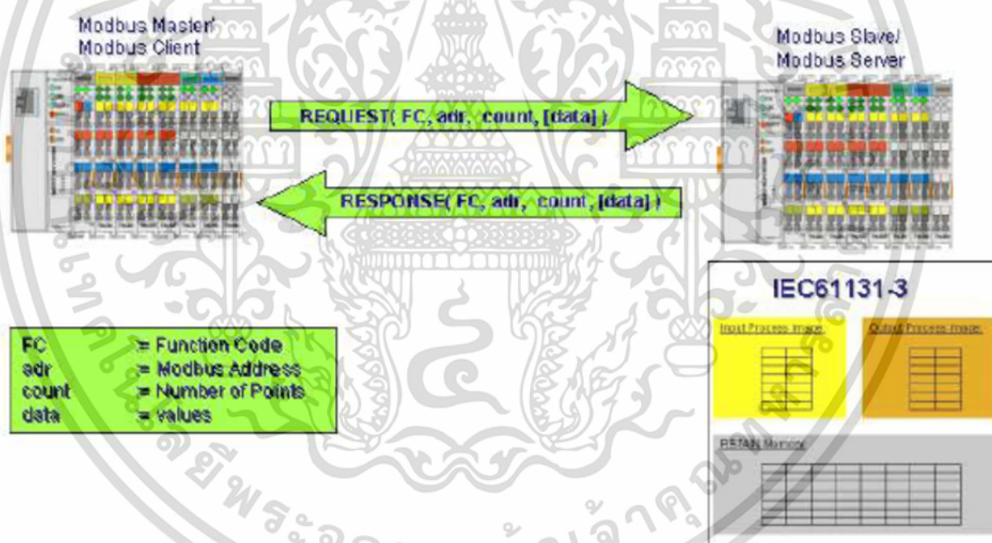 Modbus Master/
Modbus Client
Modbus Slave/
Modbus Server
REQUEST( FC, adr, count, [data] )
RESPONSE( FC, adr, count, [data] )
FC = Function Code
adr = Modbus Address
count = Number of Points
data = values
IEC61131-3
Input Process Image:
Output Process Image:
RETAIN Memory: